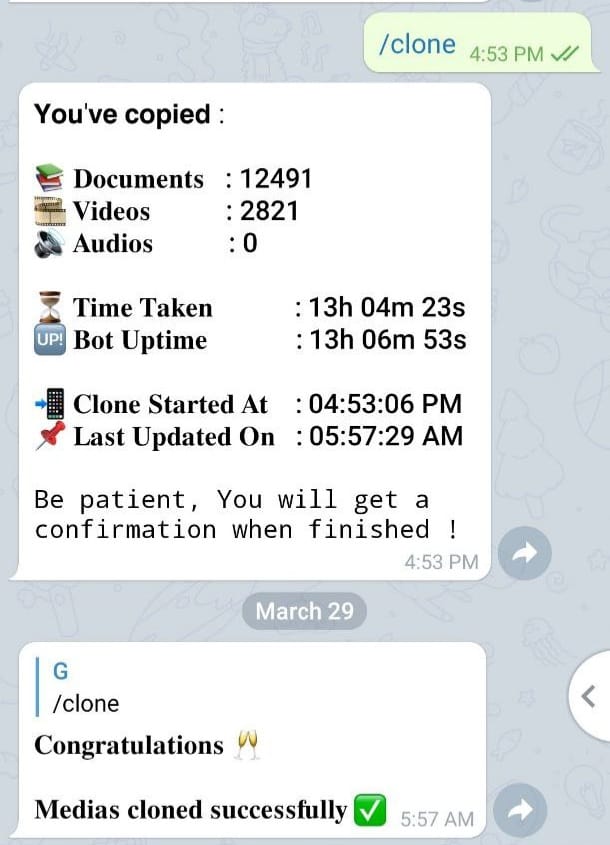 /clone 4:53 PM
You've copied :
Documents : 12491
Videos : 2821
Audios : 0
Time Taken : 13h 04m 23s
UP! Bot Uptime : 13h 06m 53s
Clone Started At : 04:53:06 PM
Last Updated On : 05:57:29 AM
Be patient, You will get a
confirmation when finished !
4:53 PM
March 29
G
/clone
Congratulations
Medias cloned successfully 5:57 AM